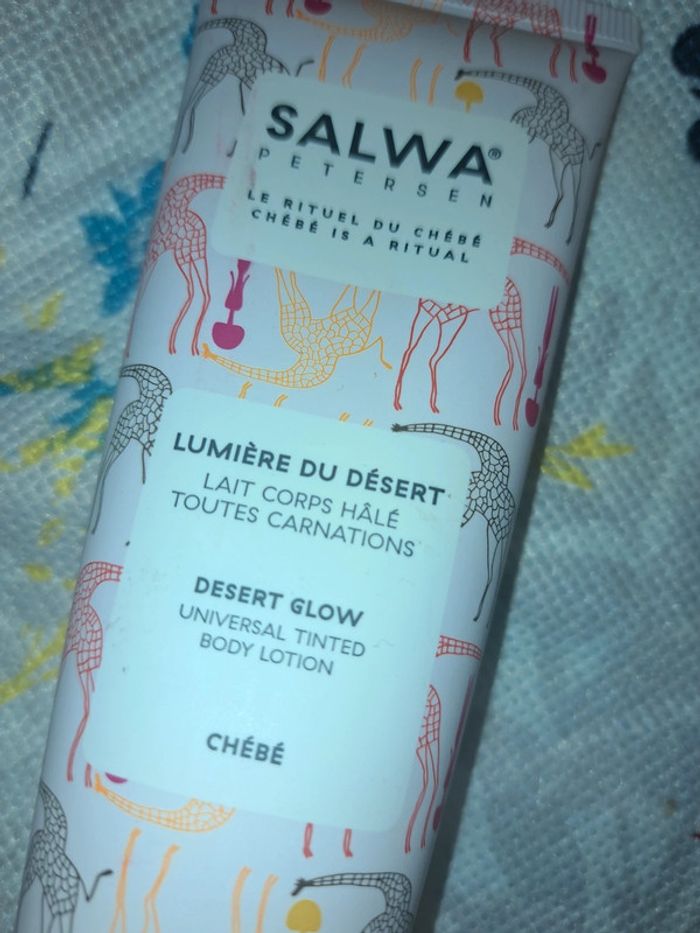 SALWA®
PETERSEN
LE RITUEL DU CHÉBÉ
CHÉBÉ IS A RITUAL
LUMIÈRE DU DÉSERT
LAIT CORPS HÂLÉ
TOUTES CARNATIONS
DESERT GLOW
UNIVERSAL TINTED
BODY LOTION
CHÉBÉ